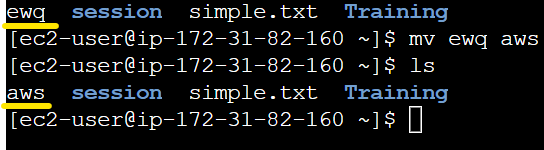 ewq  session  simple.txt  Training
[ec2-user@ip-172-31-82-160 ~]$ mv ewq aws
[ec2-user@ip-172-31-82-160 ~]$ ls
aws  session  simple.txt  Training
[ec2-user@ip-172-31-82-160 ~]$